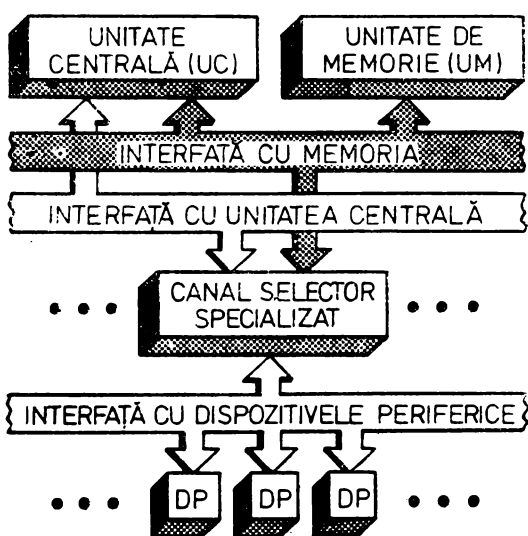 UNITATE
CENTRALĂ (UC)
UNITATE DE
MEMORIE (UM)
INTERFAȚĂ CU MEMORIA
INTERFAȚĂ CU UNITATEA CENTRALĂ
CANAL SELECTOR
SPECIALIZAT
INTERFAȚĂ CU DISPOZITIVELE PERIFERICE
DP DP DP